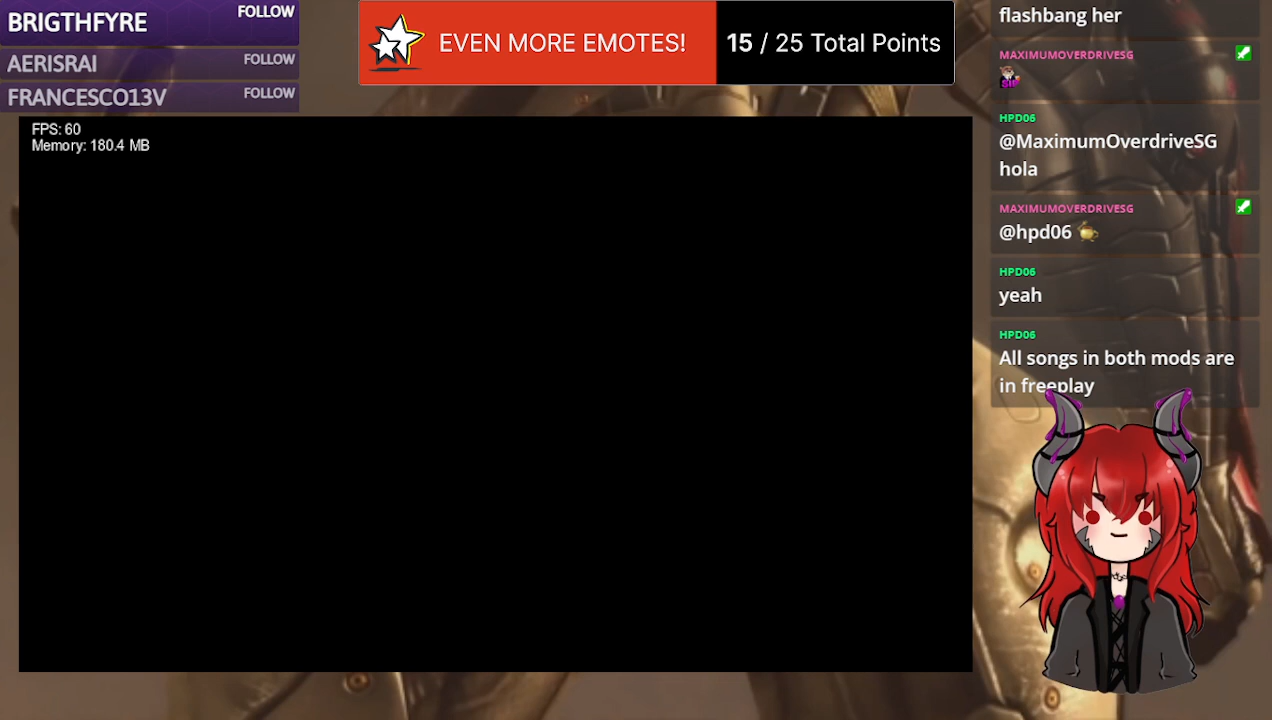 BRIGTHFYRE FOLLOW
AERISRAI FOLLOW
FRANCESCO13V FOLLOW
EVEN MORE EMOTES! 15 / 25 Total Points
FPS: 60
Memory: 180.4 MB
flashbang her
MAXIMUMOVERDRIVESG
SIP
HPD06
@MaximumOverdriveSG
hola
MAXIMUMOVERDRIVESG
@hpd06
HPD06
yeah
HPD06
All songs in both mods are
in freeplay